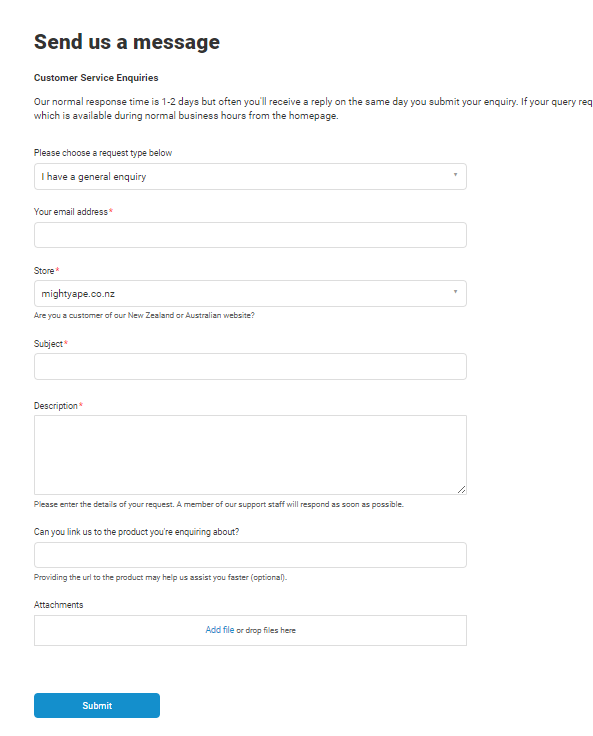 Send us a message
Customer Service Enquiries
Our normal response time is 1-2 days but often you'll receive a reply on the same day you submit your enquiry. If your query req
which is available during normal business hours from the homepage.
Please choose a request type below
I have a general enquiry
Your email address*
Store*
mightyape.co.nz
Are you a customer of our New Zealand or Australian website?
Subject*
Description*
Please enter the details of your request. A member of our support staff will respond as soon as possible.
Can you link us to the product you're enquiring about?
Providing the url to the product may help us assist you faster (optional).
Attachments
Add file or drop files here
Submit